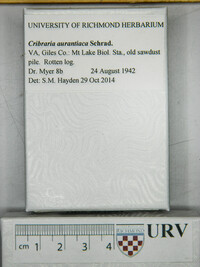 UNIVERSITY OF RICHMOND HERBARIUM
Cribraria aurantiaca Schrad.
VA, Giles Co.: Mt Lake Biol. Sta., old sawdust
pile. Rotten log.
Dr. Myer 8b 24 August 1942
Det: S.M. Hayden 29 Oct 2014
URV
cm 1 2 3 4